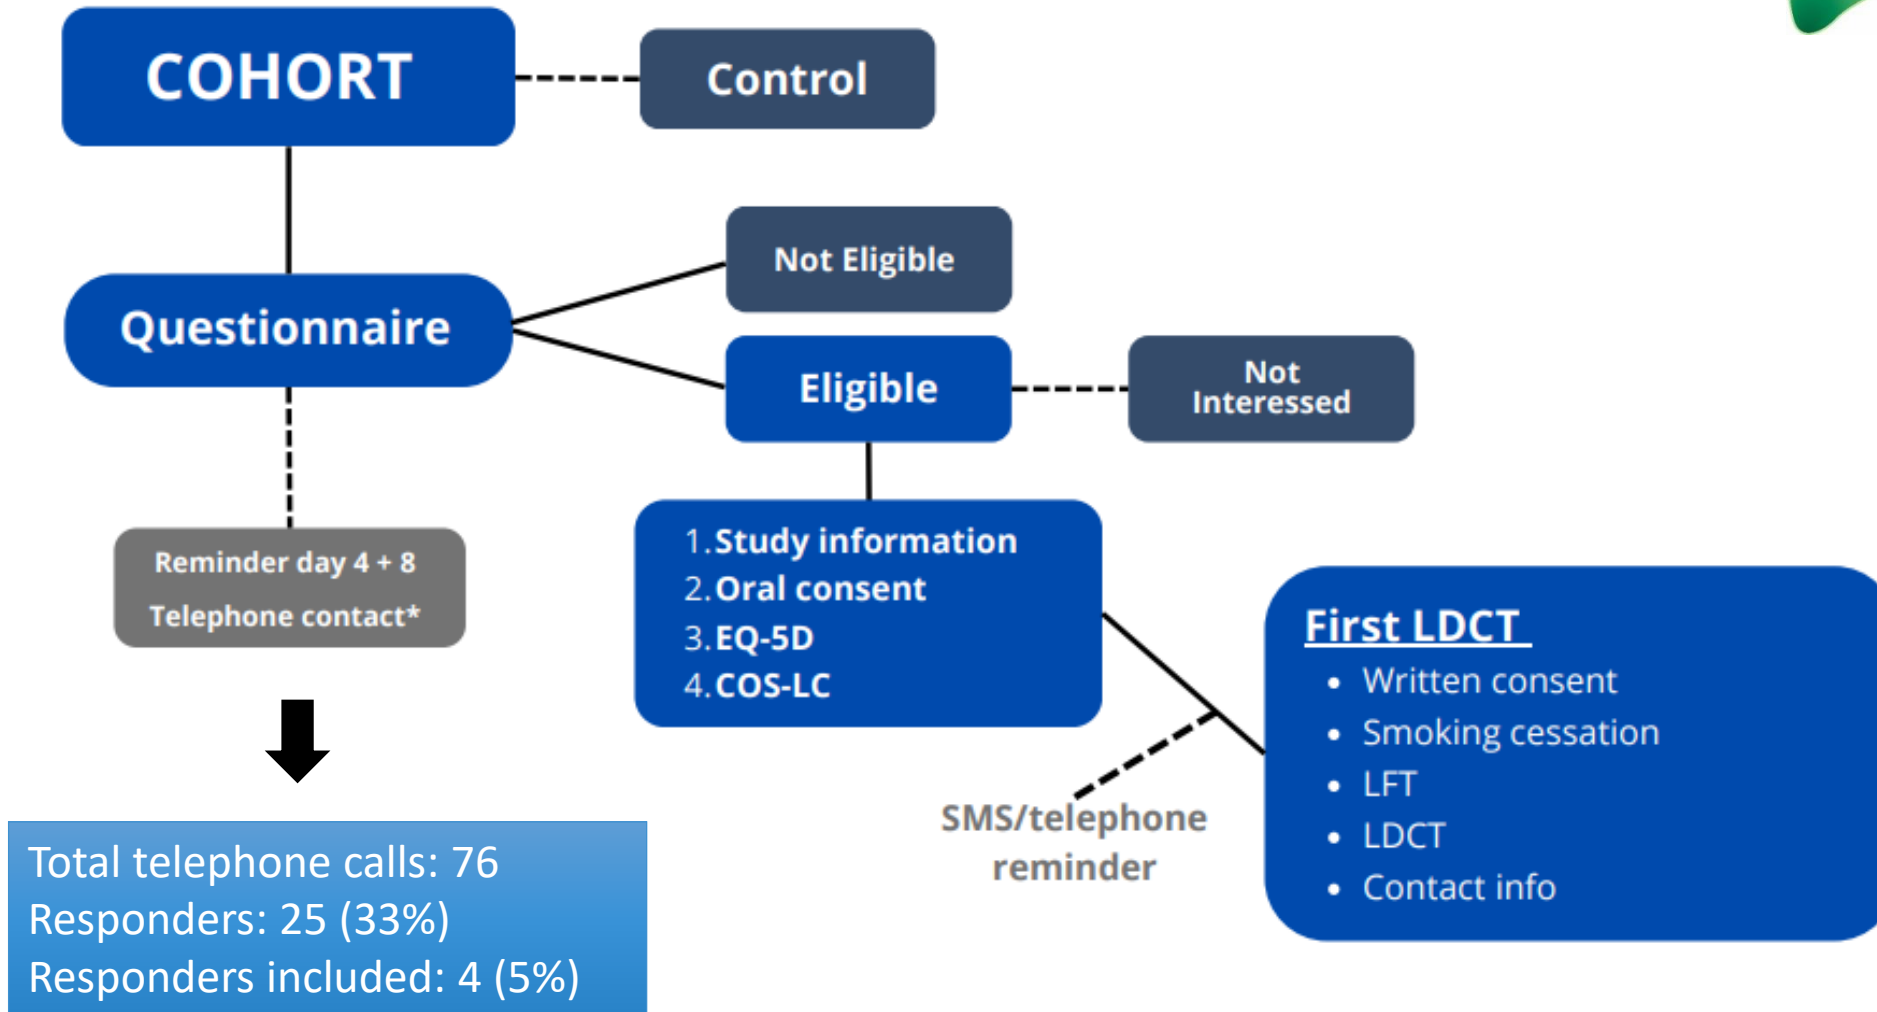 COHORT
Control
Not Eligible
Questionnaire
Eligible
Not
Interessed
Reminder day 4 + 8
Telephone contact*
1. Study information
2. Oral consent
3. EQ-5D
4. COS-LC
First LDCT
• Written consent
• Smoking cessation
• LFT
• LDCT
• Contact info
SMS/telephone
reminder
Total telephone calls: 76
Responders: 25 (33%)
Responders included: 4 (5%)